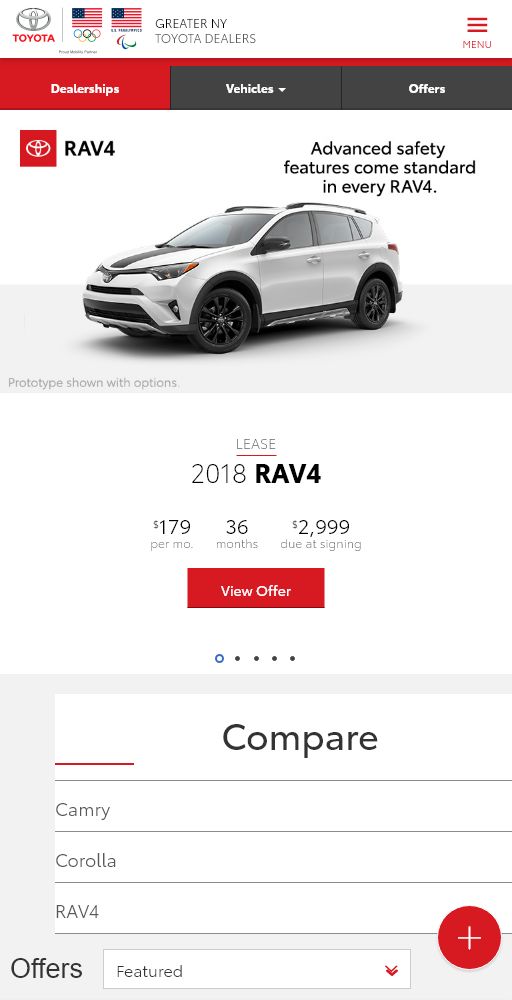 TOYOTA
U.S. PARALYMPICS
Proud Mobility Partner
GREATER NY
TOYOTA DEALERS
MENU
Dealerships
Vehicles
Offers
RAV4
Advanced safety
features come standard
in every RAV4.
Prototype shown with options.
LEASE
2018 RAV4
$179 36 $2,999
per mo. months due at signing
View Offer
Compare
Camry
Corolla
RAV4
Offers
Featured